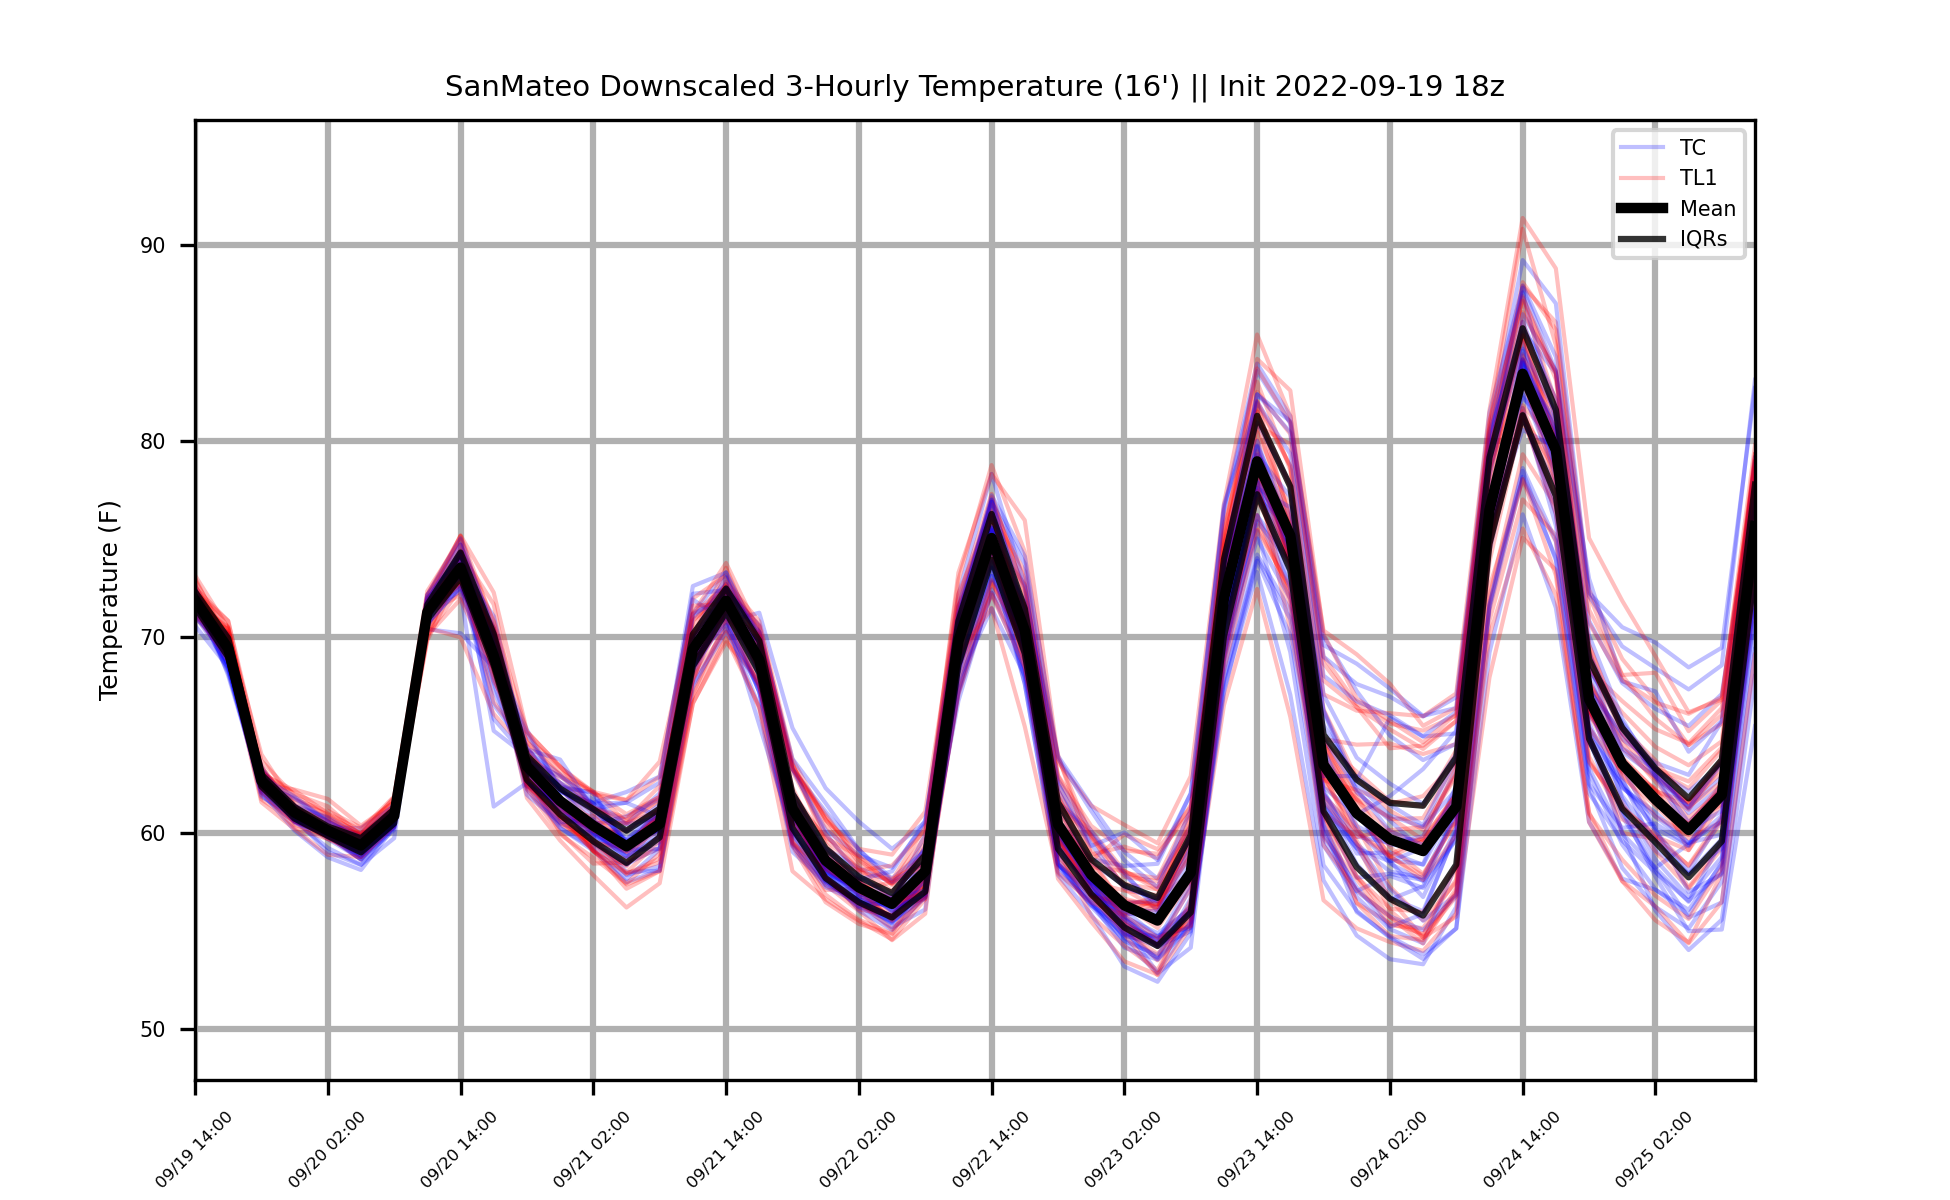 SanMateo Downscaled 3-Hourly Temperature (16') || Init 2022-09-19 18z
TC
TL1
Mean
IQRs
Temperature (F)
90
80
70
60
50
09/19 14:00
09/20 02:00
09/20 14:00
09/21 02:00
09/21 14:00
09/22 02:00
09/22 14:00
09/23 02:00
09/23 14:00
09/24 02:00
09/24 14:00
09/25 02:00